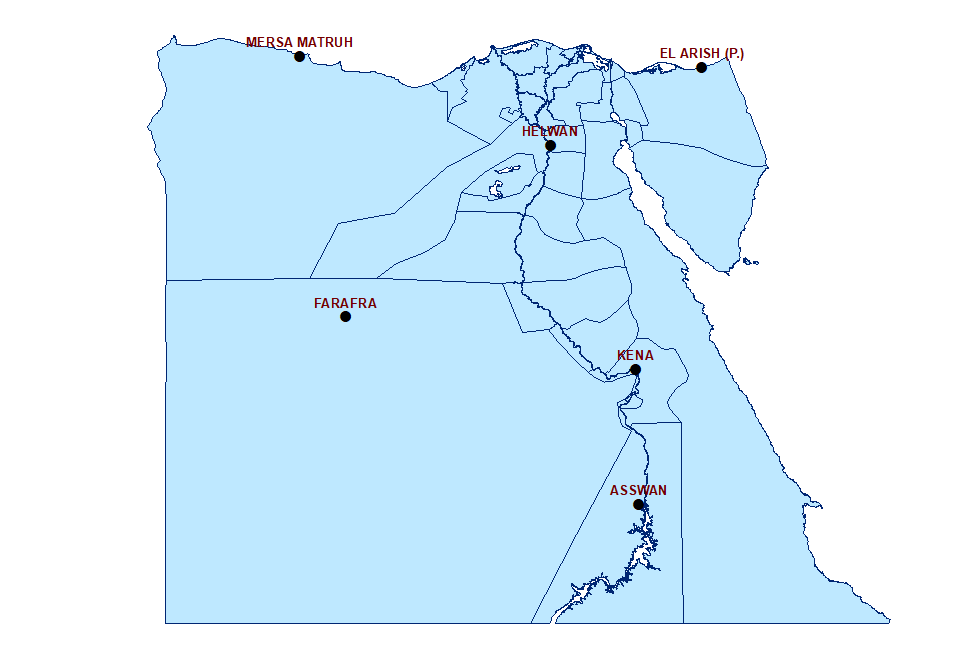 MERSA MATRUH
EL ARISH (P.)
HELWAN
FARAFRA
KENA
ASSWAN